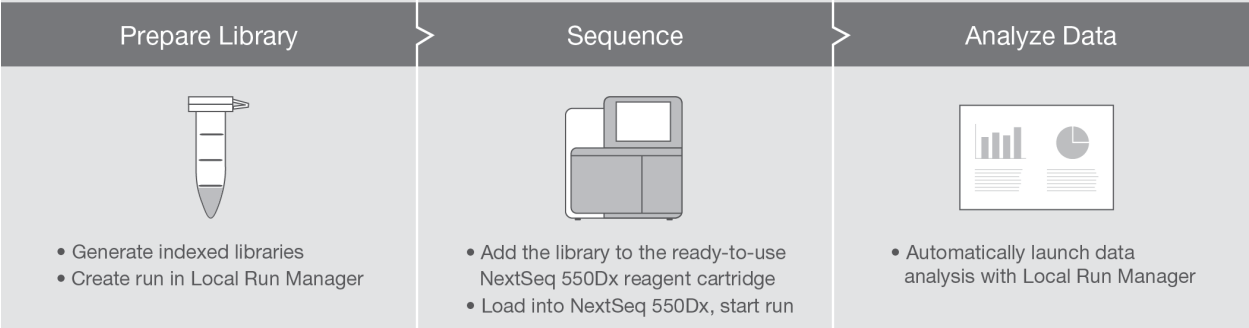 Prepare Library
Sequence
Analyze Data
• Generate indexed libraries
• Create run in Local Run Manager
• Add the library to the ready-to-use
NextSeq 550Dx reagent cartridge
• Load into NextSeq 550Dx, start run
• Automatically launch data
analysis with Local Run Manager